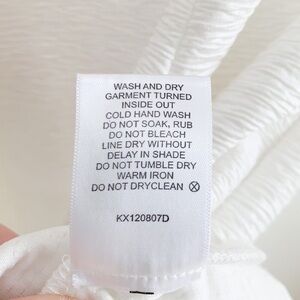 WASH AND DRY
GARMENT TURNED
INSIDE OUT
COLD HAND WASH
DO NOT SOAK, RUB
DO NOT BLEACH
LINE DRY WITHOUT
DELAY IN SHADE
DO NOT TUMBLE DRY
WARM IRON
DO NOT DRYCLEAN
KX120807D